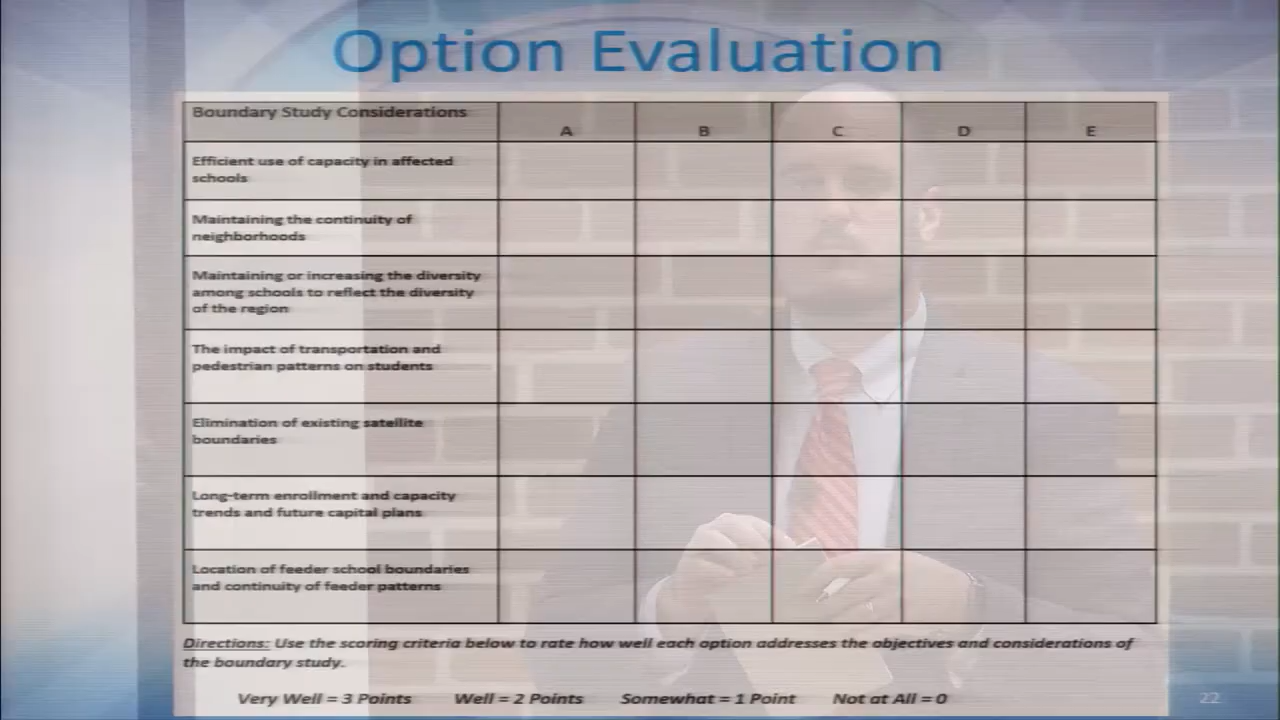 Option Evaluation
Boundary Study Considerations
A B C D E
Efficient use of capacity in affected
schools
Maintaining the continuity of
neighborhoods
Maintaining or increasing the diversity
among schools to reflect the diversity
of the region
The impact of transportation and
pedestrian patterns on students
Elimination of existing satellite
boundaries
Long-term enrollment and capacity
trends and future capital plans
Location of feeder school boundaries
and continuity of feeder patterns
Directions: Use the scoring criteria below to rate how well each option addresses the objectives and considerations of
the boundary study.
Very Well = 3 Points Well = 2 Points Somewhat = 1 Point Not at All = 0
22